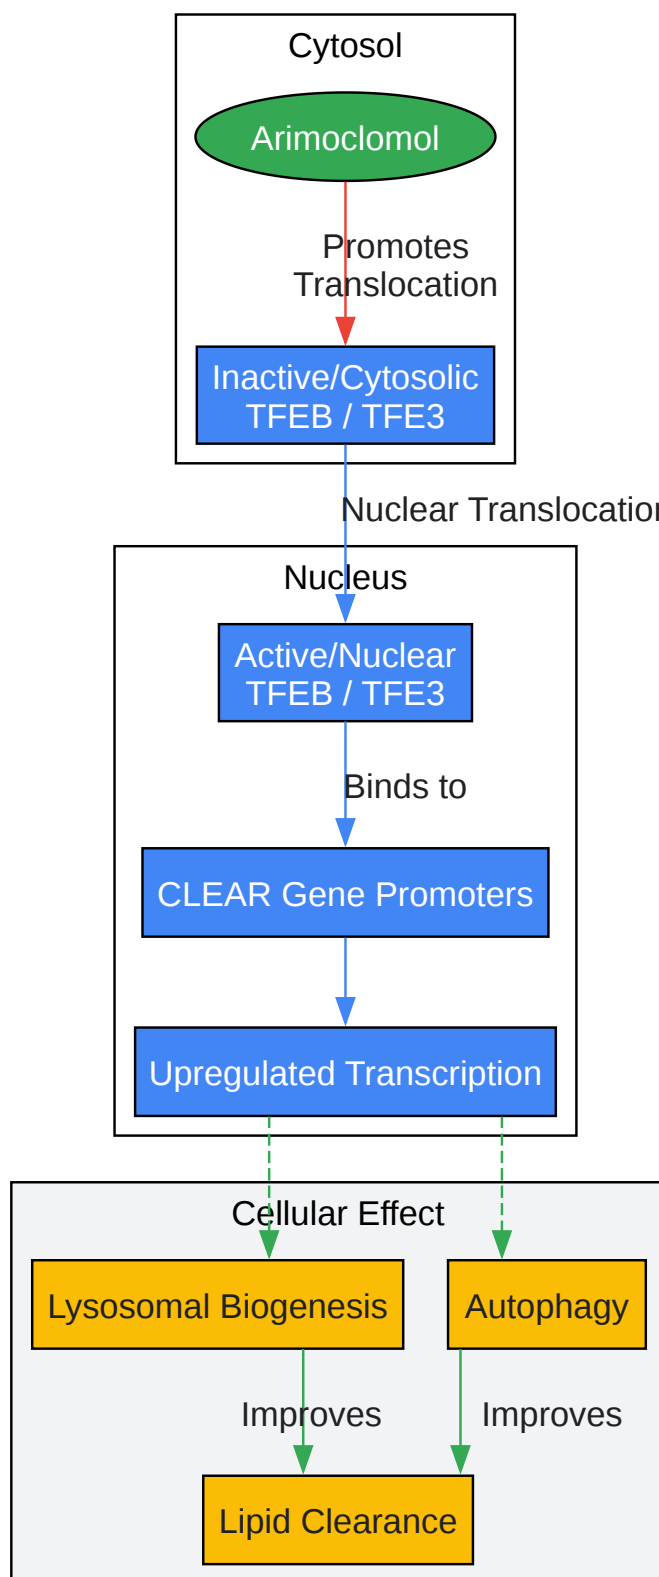 Cytosol
Arimoclomol
Promotes
Translocation
Inactive/Cytosolic
TFEB / TFE3
Nuclear Translocation
Nucleus
Active/Nuclear
TFEB / TFE3
Binds to
CLEAR Gene Promoters
Upregulated Transcription
Cellular Effect
Lysosomal Biogenesis
Autophagy
Improves
Improves
Lipid Clearance